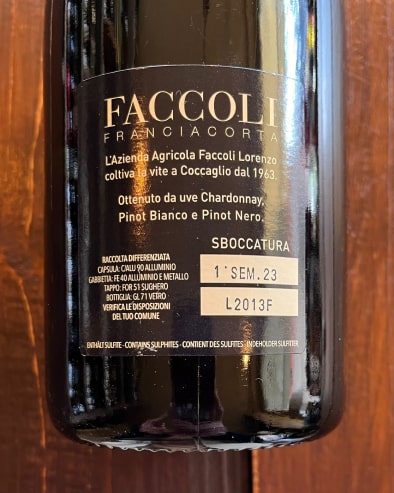 FACCOLI
FRANCIACORTA
L'Azienda Agricola Faccoli Lorenzo
coltiva la vite a Coccaglio dal 1963.
Ottenuto da uve Chardonnay,
Pinot Bianco e Pinot Nero.
SBOCCATURA
1° SEM. 23
L2013F
RACCOLTA DIFFERENZIATA
CAPSULA: C/ALU 90 ALLUMINIO
GABBIETTA: FE 40 ALLUMINIO E METALLO
TAPPO: FOR 51 SUGHERO
BOTTIGLIA: GL 71 VETRO
VERIFICA LE DISPOSIZIONI
DEL TUO COMUNE
ENTHÄLT SULFITE - CONTAINS SULPHITES - CONTIENT DES SULFITES - INDEHOLDER SULFITTER